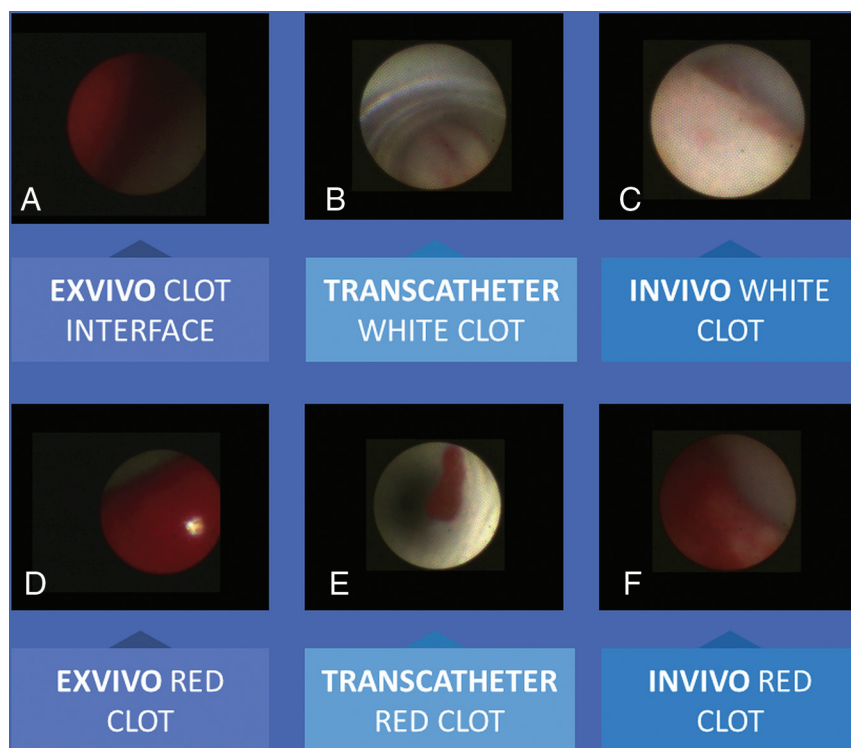 A
B
C
EXVIVO CLOT
INTERFACE
TRANSCATHETER
WHITE CLOT
INVIVO WHITE
CLOT
D
E
F
EXVIVO RED
CLOT
TRANSCATHETER
RED CLOT
INVIVO RED
CLOT